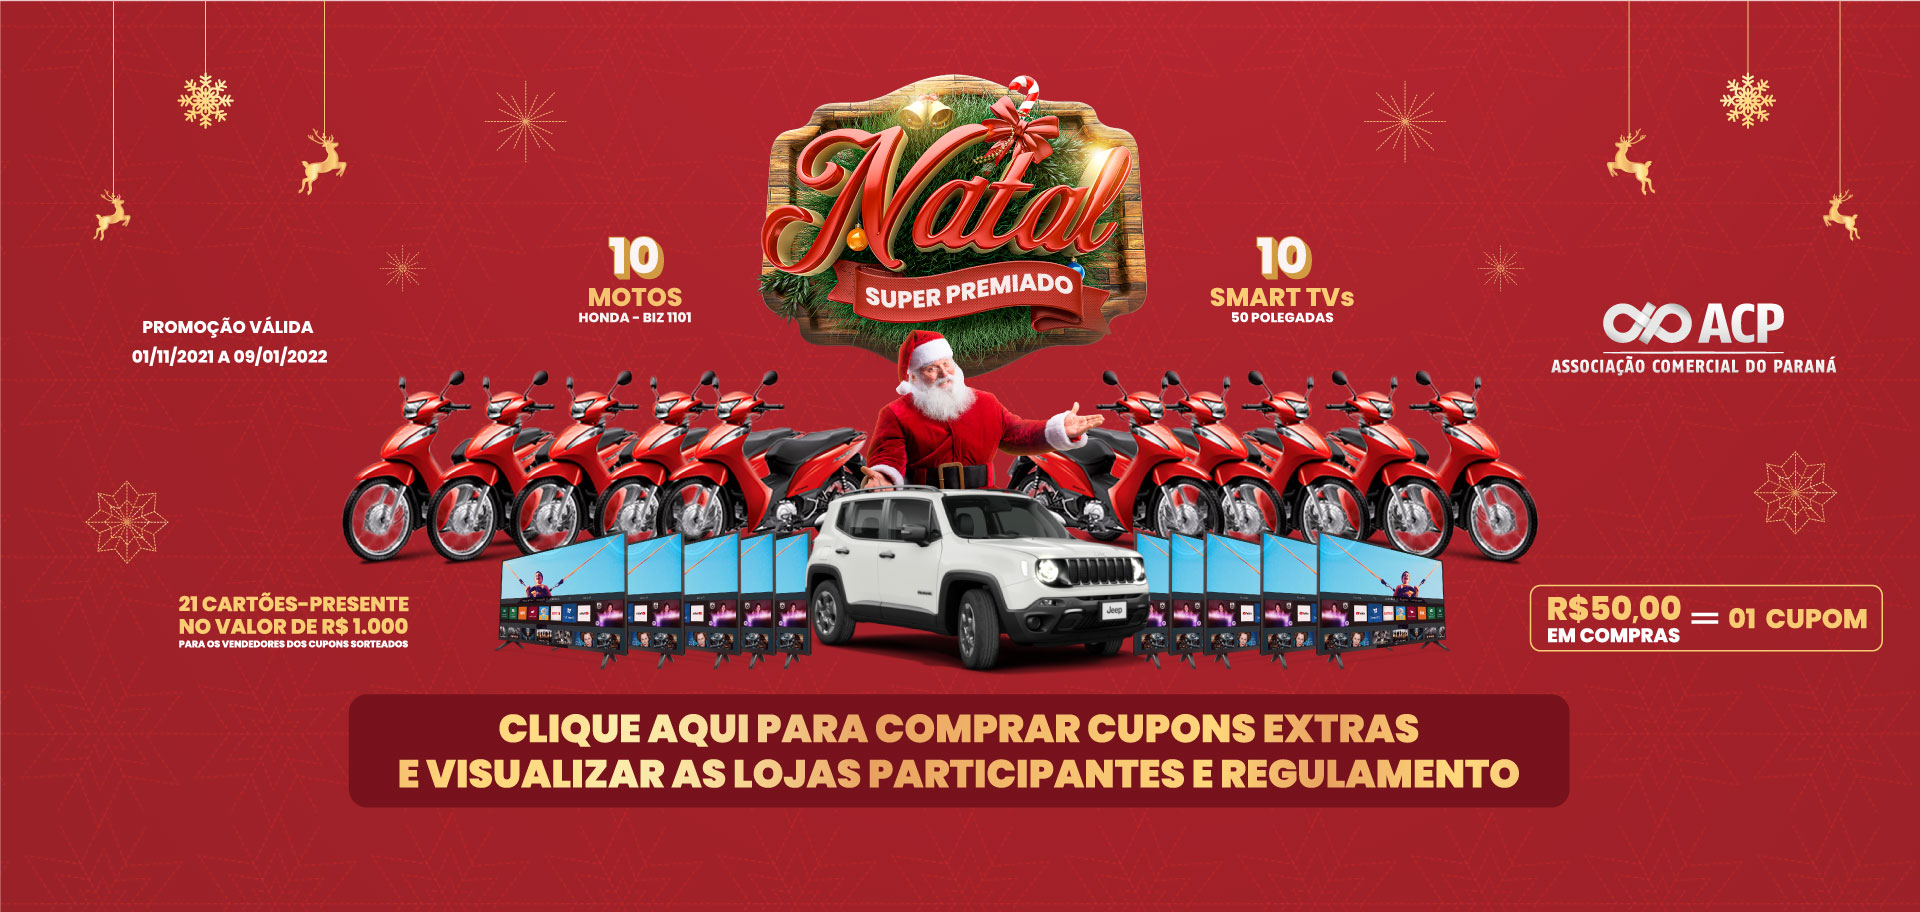 Natal
SUPER PREMIADO
10
MOTOS
HONDA - BIZ 110I
10
SMART TVs
50 POLEGADAS
PROMOÇÃO VÁLIDA
01/11/2021 A 09/01/2022
ACP
ASSOCIAÇÃO COMERCIAL DO PARANÁ
21 CARTÕES-PRESENTE
NO VALOR DE R$ 1.000
PARA OS VENDEDORES DOS CUPONS SORTEADOS
Jeep
R$50,00
EM COMPRAS
= 01 CUPOM
CLIQUE AQUI PARA COMPRAR CUPONS EXTRAS
E VISUALIZAR AS LOJAS PARTICIPANTES E REGULAMENTO